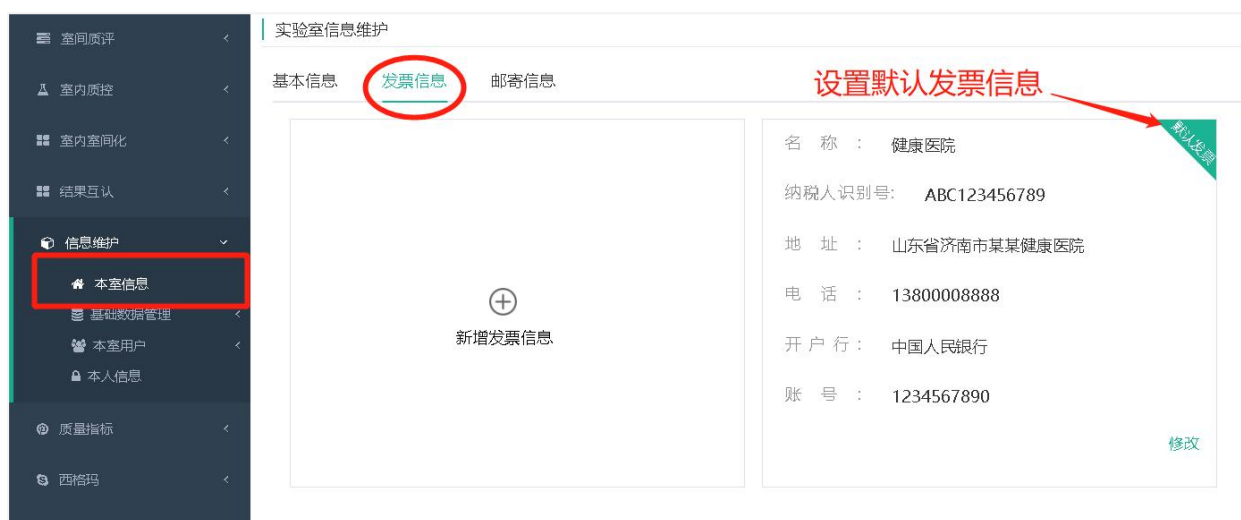 室间质评
室内质控
室内室间化
结果互认
信息维护
本室信息
基础数据管理
本室用户
本人信息
质量指标
西格玛
实验室信息维护
基本信息
发票信息
邮寄信息
设置默认发票信息
新增发票信息
默认发票
名 称 : 健康医院
纳税人识别号: ABC123456789
地 址 : 山东省济南市某某健康医院
电 话 : 13800008888
开 户 行 : 中国人民银行
账 号 : 1234567890
修改